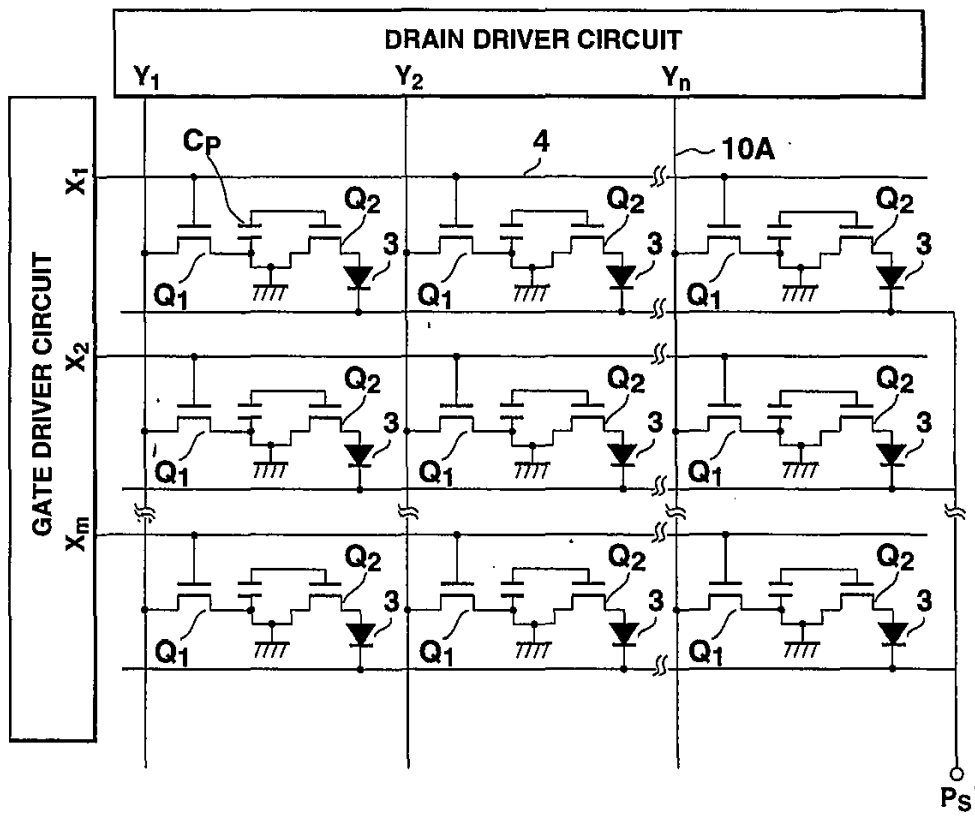 DRAIN DRIVER CIRCUIT
Y1 Y2 Yn
GATE DRIVER CIRCUIT
X1 CP 4 10A
Q2 Q2 Q2
3 3 3
Q1 Q1 Q1
X2
Q2 Q2 Q2
3 3 3
Q1 Q1 Q1
Xm
Q2 Q2 Q2
3 3 3
Q1 Q1 Q1
PS